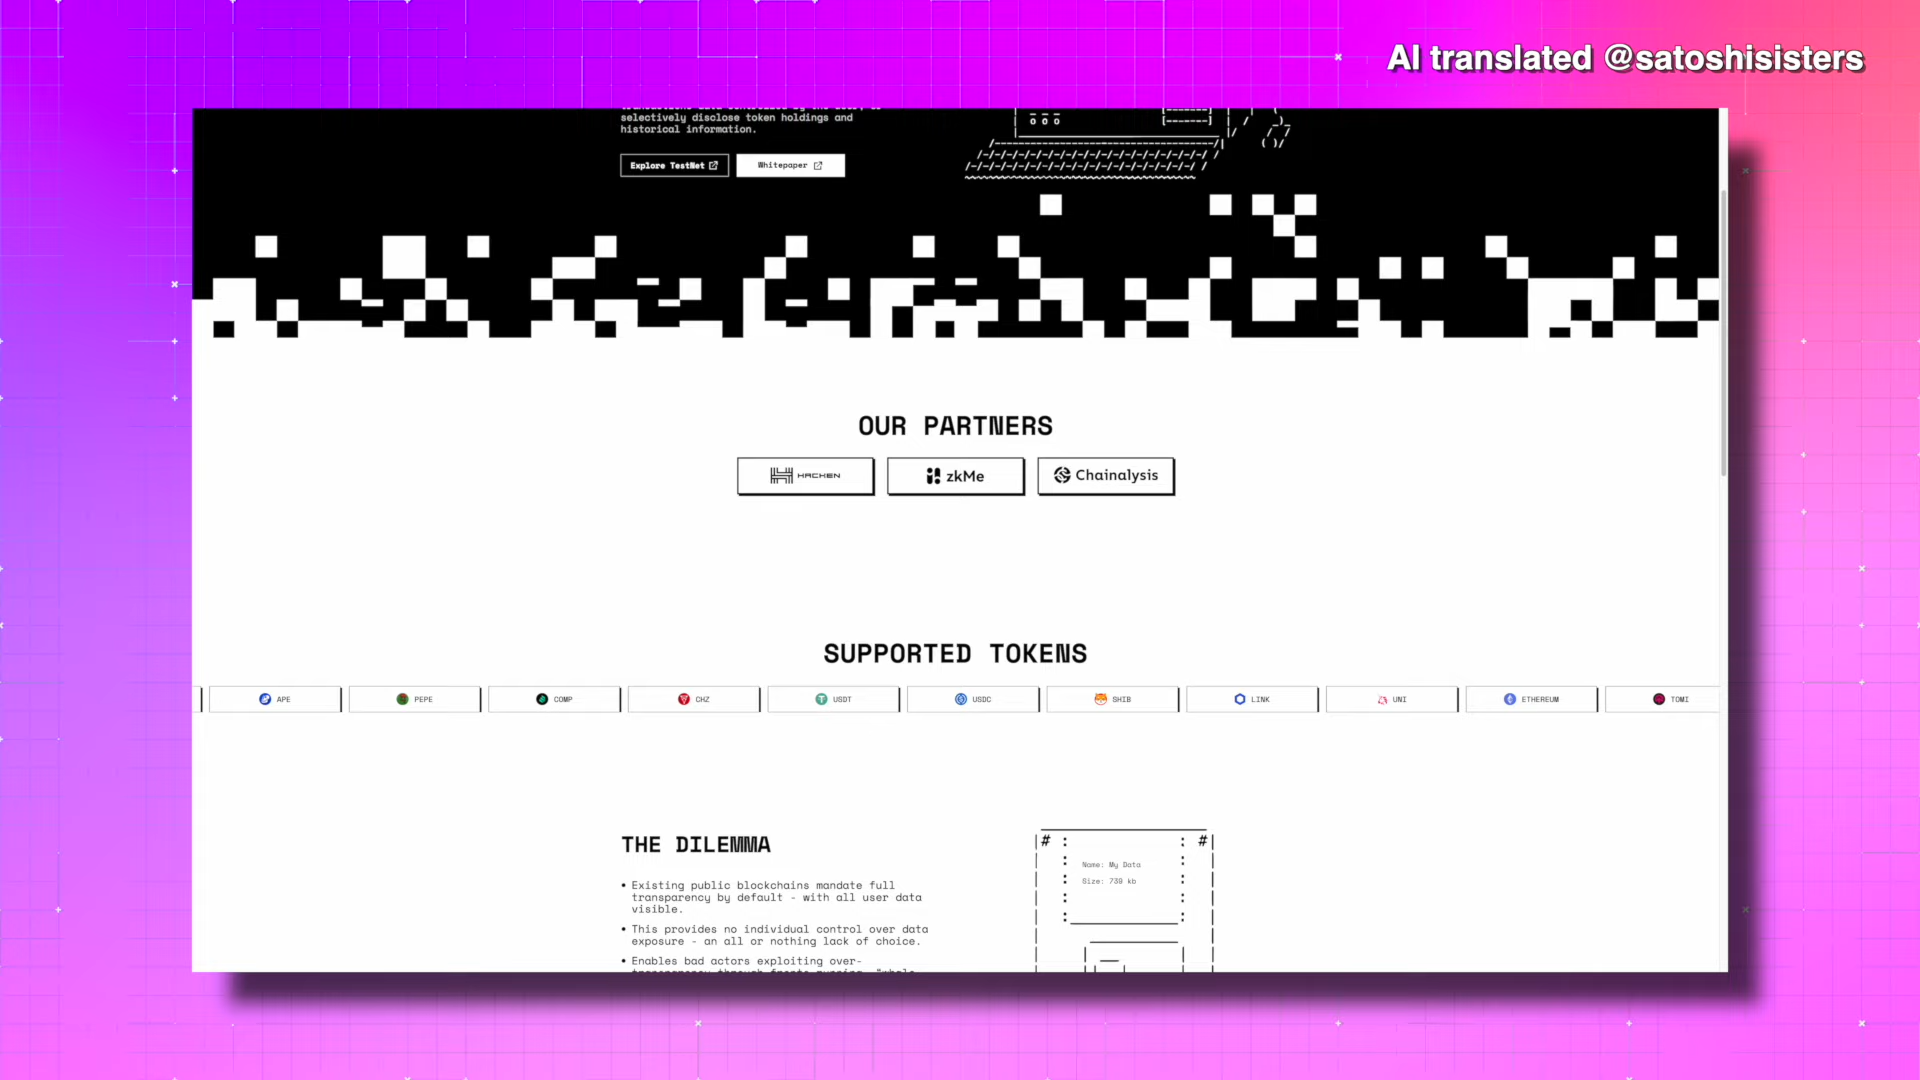 AI translated @satoshisisters
selectively disclose token holdings and
historical information.
Explore TestNet
Whitepaper
OUR PARTNERS
HACKEN
zkMe
Chainalysis
SUPPORTED TOKENS
APE
PEPE
COMP
CHZ
USDT
USDC
SHIB
LINK
UNI
ETHEREUM
TOMI
THE DILEMMA
• Existing public blockchains mandate full
transparency by default - with all user data
visible.
• This provides no individual control over data
exposure - an all or nothing lack of choice.
• Enables bad actors exploiting over-
# : : #
Name: My Data
Size: 730 kb